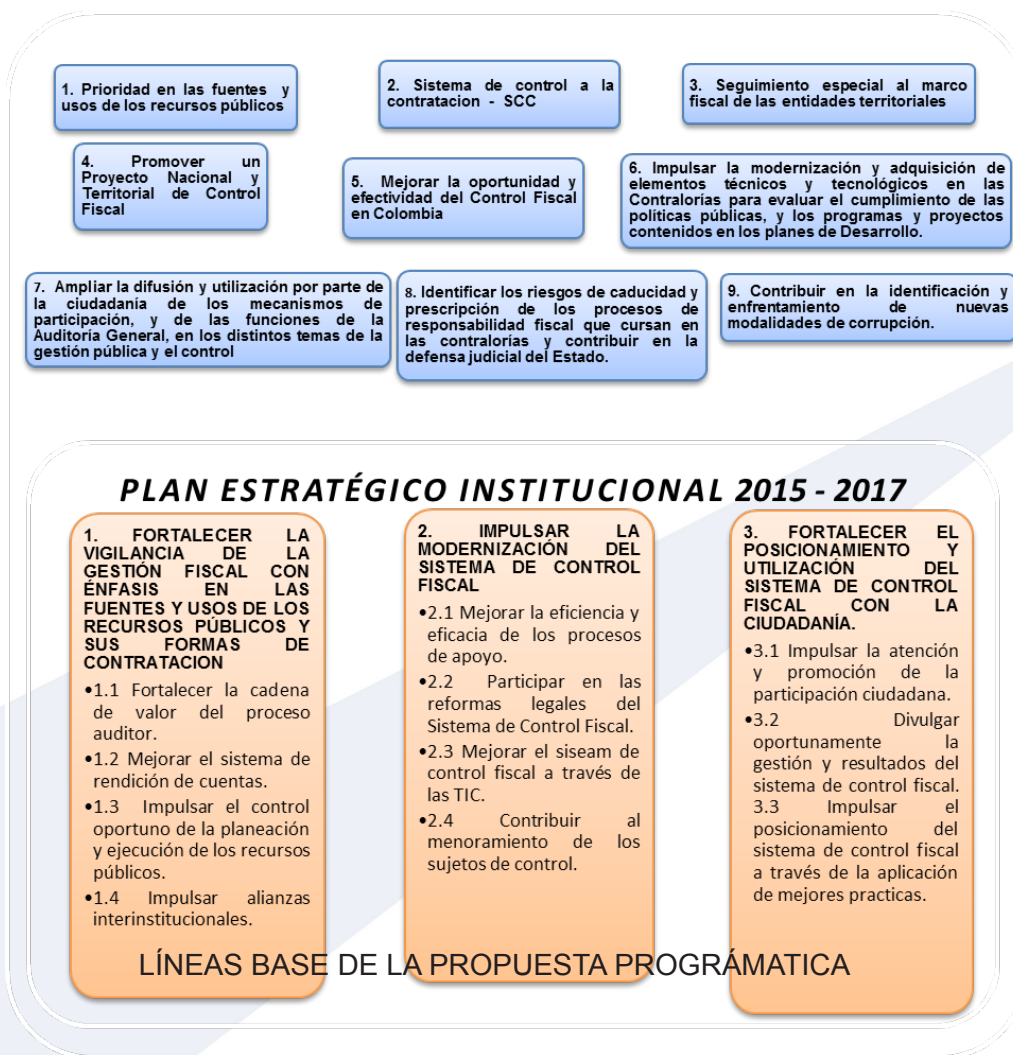 1. Prioridad en las fuentes y
usos de los recursos públicos
2. Sistema de control a la
contratacion - SCC
3. Seguimiento especial al marco
fiscal de las entidades territoriales
4. Promover un
Proyecto Nacional y
Territorial de Control
Fiscal
5. Mejorar la oportunidad y
efectividad del Control Fiscal
en Colombia
6. Impulsar la modernización y adquisición de
elementos técnicos y tecnológicos en las
Contralorías para evaluar el cumplimiento de las
políticas públicas, y los programas y proyectos
contenidos en los planes de Desarrollo.
7. Ampliar la difusión y utilización por parte de
la ciudadanía de los mecanismos de
participación, y de las funciones de la
Auditoría General, en los distintos temas de la
gestión pública y el control
8. Identificar los riesgos de caducidad y
prescripción de los procesos de
responsabilidad fiscal que cursan en
las contralorías y contribuir en la
defensa judicial del Estado.
9. Contribuir en la identificación y
enfrentamiento de nuevas
modalidades de corrupción.
PLAN ESTRATÉGICO INSTITUCIONAL 2015 - 2017
1. FORTALECER LA
VIGILANCIA DE LA
GESTIÓN FISCAL CON
ÉNFASIS EN LAS
FUENTES Y USOS DE LOS
RECURSOS PÚBLICOS Y
SUS FORMAS DE
CONTRATACION
•1.1 Fortalecer la cadena
de valor del proceso
auditor.
•1.2 Mejorar el sistema de
rendición de cuentas.
•1.3 Impulsar el control
oportuno de la planeación
y ejecución de los recursos
públicos.
•1.4 Impulsar alianzas
interinstitucionales.
2. IMPULSAR LA
MODERNIZACIÓN DEL
SISTEMA DE CONTROL
FISCAL
•2.1 Mejorar la eficiencia y
eficacia de los procesos
de apoyo.
•2.2 Participar en las
reformas legales del
Sistema de Control Fiscal.
•2.3 Mejorar el siseam de
control fiscal a través de
las TIC.
•2.4 Contribuir al
menoramiento de los
sujetos de control.
3. FORTALECER EL
POSICIONAMIENTO Y
UTILIZACIÓN DEL
SISTEMA DE CONTROL
FISCAL CON LA
CIUDADANÍA.
•3.1 Impulsar la atención
y promoción de la
participación ciudadana.
•3.2 Divulgar
oportunamente la
gestión y resultados del
sistema de control fiscal.
3.3 Impulsar el
posicionamiento del
sistema de control fiscal
a través de la aplicación
de mejores practicas.
LÍNEAS BASE DE LA PROPUESTA PROGRÁMATICA